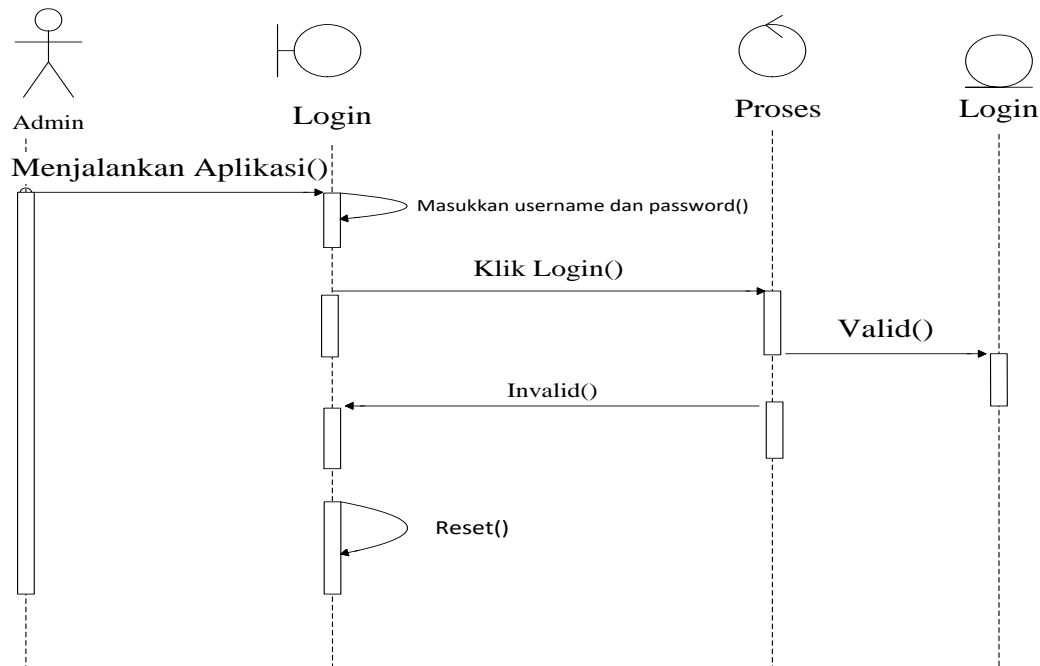 Admin
Login
Proses
Login
Menjalankan Aplikasi()
Masukkan username dan password()
Klik Login()
Valid()
Invalid()
Reset()